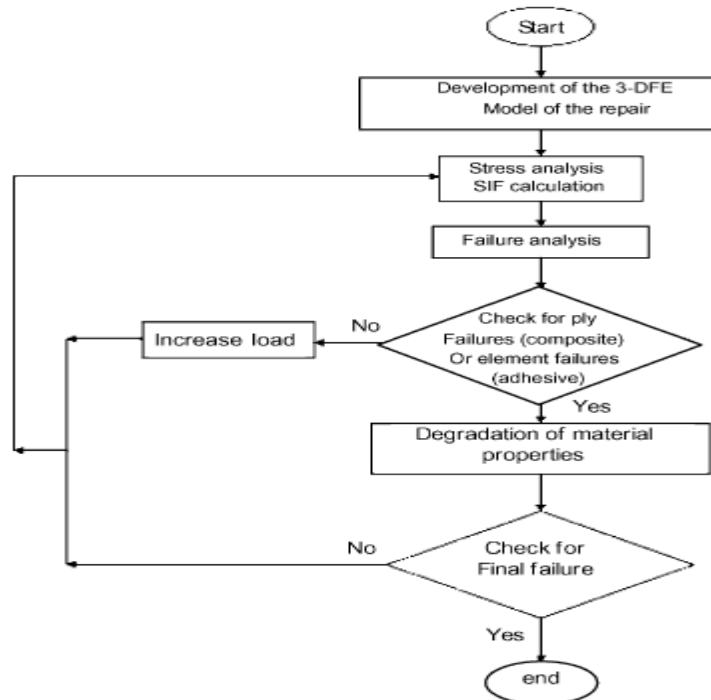 Start
Development of the 3-DFE
Model of the repair
Stress analysis
SIF calculation
Failure analysis
Check for ply
Failures (composite)
Or element failures
(adhesive)
No
Increase load
Yes
Degradation of material
properties
Check for
Final failure
No
Yes
end